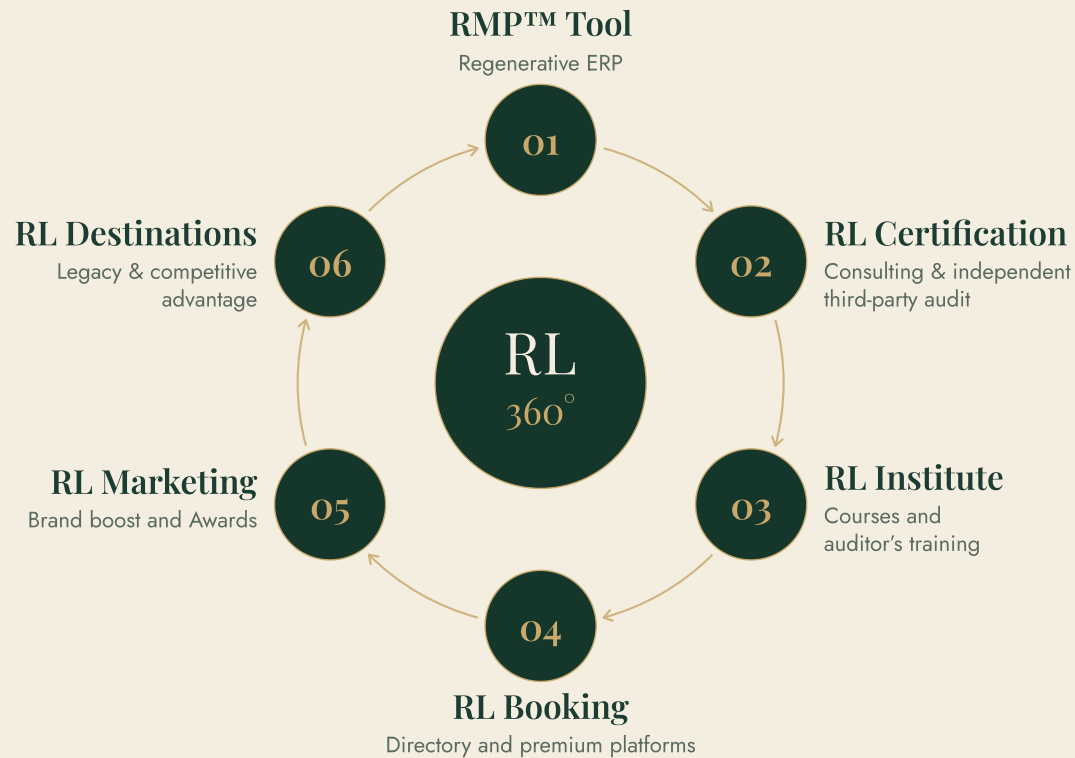 RMP™ Tool
Regenerative ERP
01
RL Destinations
Legacy & competitive
advantage
06
02
RL Certification
Consulting & independent
third-party audit
RL
360°
RL Marketing
Brand boost and Awards
05
03
RL Institute
Courses and
auditor’s training
04
RL Booking
Directory and premium platforms